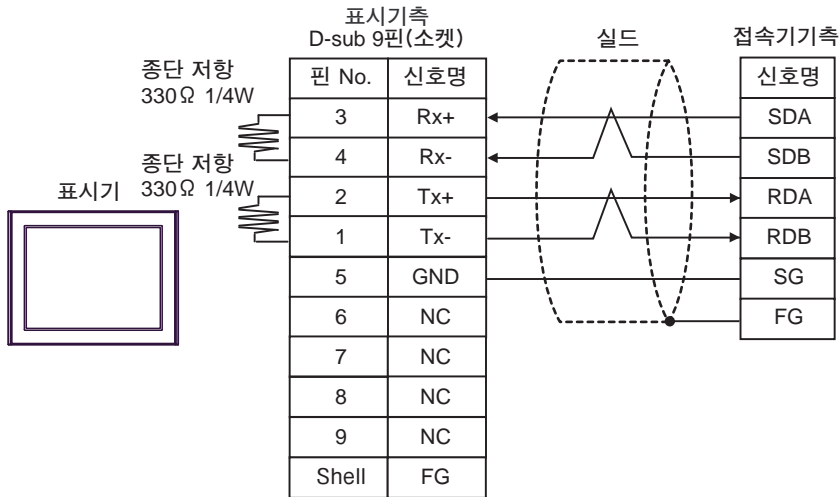 표시기측
D-sub 9핀(소켓)
실드
접속기기측
종단 저항
330Ω 1/4W
종단 저항
330Ω 1/4W
표시기
핀 No. 신호명
3 Rx+
4 Rx-
2 Tx+
1 Tx-
5 GND
6 NC
7 NC
8 NC
9 NC
Shell FG
신호명
SDA
SDB
RDA
RDB
SG
FG